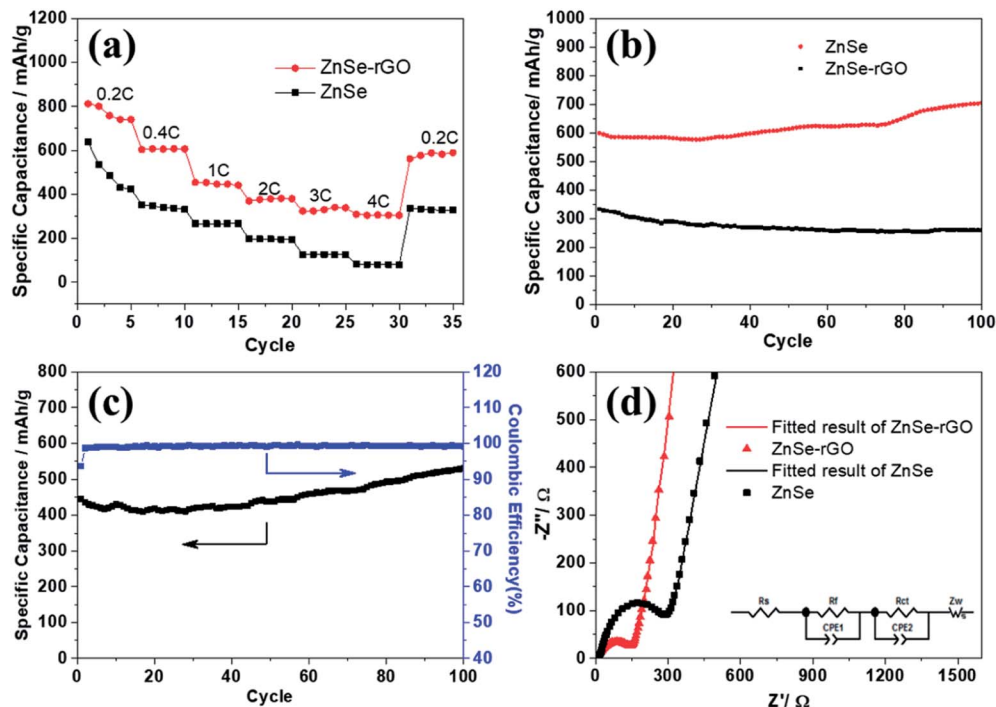 (a)
1200
1000
800
600
400
200
0
Specific Capacitance / mAh/g
ZnSe-rGO
ZnSe
0.2C
0.4C
1C
2C
3C
4C
0.2C
0 5 10 15 20 25 30 35
Cycle
(b)
1000
900
800
700
600
500
400
300
200
100
0
Specific Capacitance/ mAh/g
ZnSe
ZnSe-rGO
0 20 40 60 80 100
Cycle
(c)
800
700
600
500
400
300
200
100
0
Specific Capacitance / mAh/g
120
110
100
90
80
70
60
50
40
Coulombic Efficiency(%)
0 20 40 60 80 100
Cycle
(d)
600
500
400
300
200
100
0
-Z''/ Ω
Fitted result of ZnSe-rGO
ZnSe-rGO
Fitted result of ZnSe
ZnSe
Rs Rf Rct Zw
CPE1 CPE2
0 300 600 900 1200 1500
Z'/ Ω